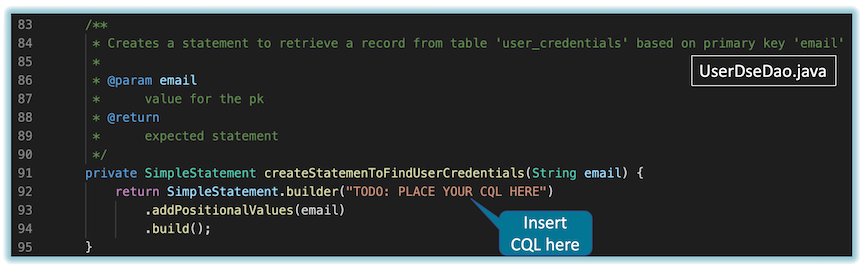 83 /**
84 * Creates a statement to retrieve a record from table 'user_credentials' based on primary key 'email'
85 *
86 * @param email
UserDseDao.java
87 * value for the pk
88 * @return
89 * expected statement
90 */
91 private SimpleStatement createStatemenToFindUserCredentials(String email) {
92 return SimpleStatement.builder("TODO: PLACE YOUR CQL HERE")
93 .addPositionalValues(email)
94 .build();
95 }
Insert
CQL here